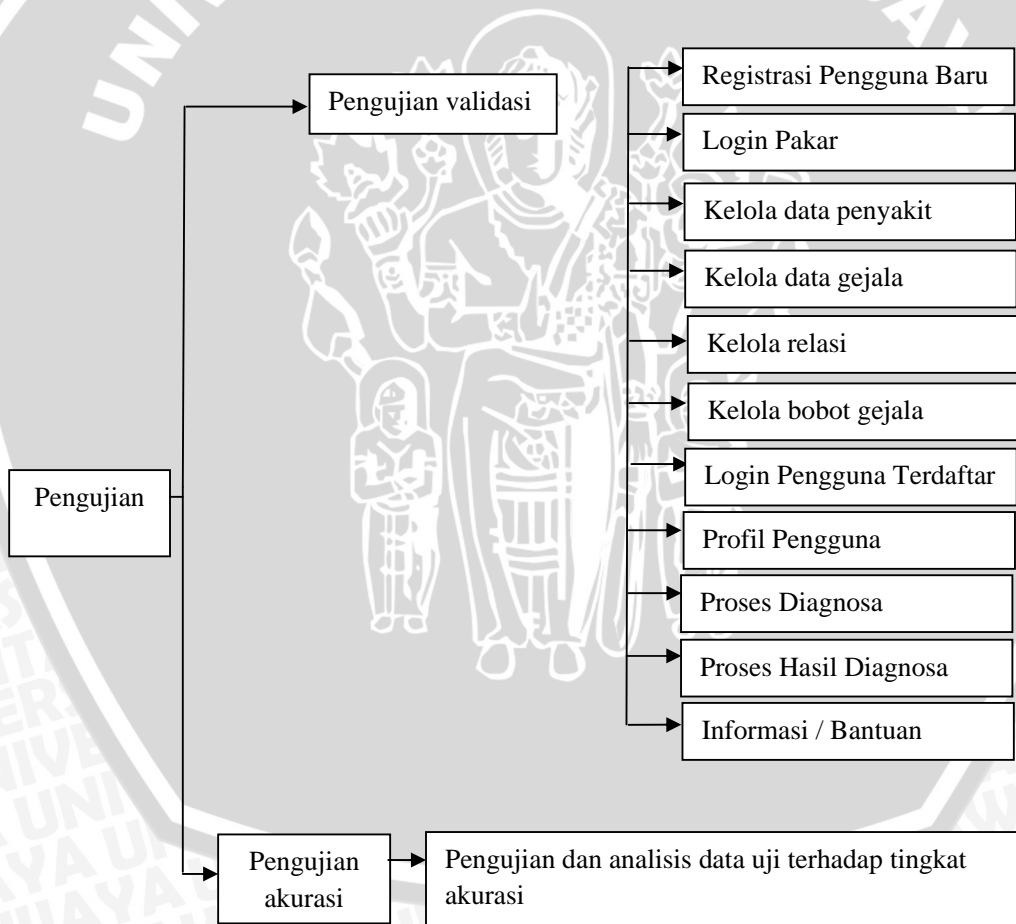 Pengujian
Pengujian validasi
Registrasi Pengguna Baru
Login Pakar
Kelola data penyakit
Kelola data gejala
Kelola relasi
Kelola bobot gejala
Login Pengguna Terdaftar
Profil Pengguna
Proses Diagnosa
Proses Hasil Diagnosa
Informasi / Bantuan
Pengujian
akurasi
Pengujian dan analisis data uji terhadap tingkat
akurasi